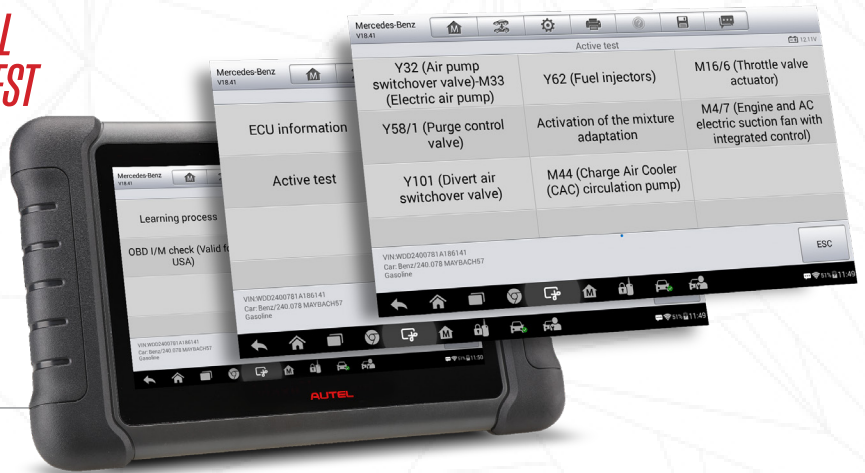 L
EST
Mercedes-Benz
V18.41
Learning process
OBD I/M check (Valid fo
USA)
VIN:WDD2400781A186141
Car: Benz/240.078 MAYBACH57
Gasoline
51% 11:50
AUTEL
Mercedes-Benz
V18.41
ECU information
Active test
VIN:WDD2400781A186141
Car: Benz/240.078 MAYBACH57
Gasoline
51% 11:49
Mercedes-Benz
V18.41
Active test
12.11V
Y32 (Air pump
switchover valve)-M33
(Electric air pump)
Y62 (Fuel injectors)
M16/6 (Throttle valve
actuator)
Y58/1 (Purge control
valve)
Activation of the mixture
adaptation
M4/7 (Engine and AC
electric suction fan with
integrated control)
Y101 (Divert air
switchover valve)
M44 (Charge Air Cooler
(CAC) circulation pump)
VIN:WDD2400781A186141
Car: Benz/240.078 MAYBACH57
Gasoline
ESC
51% 11:49